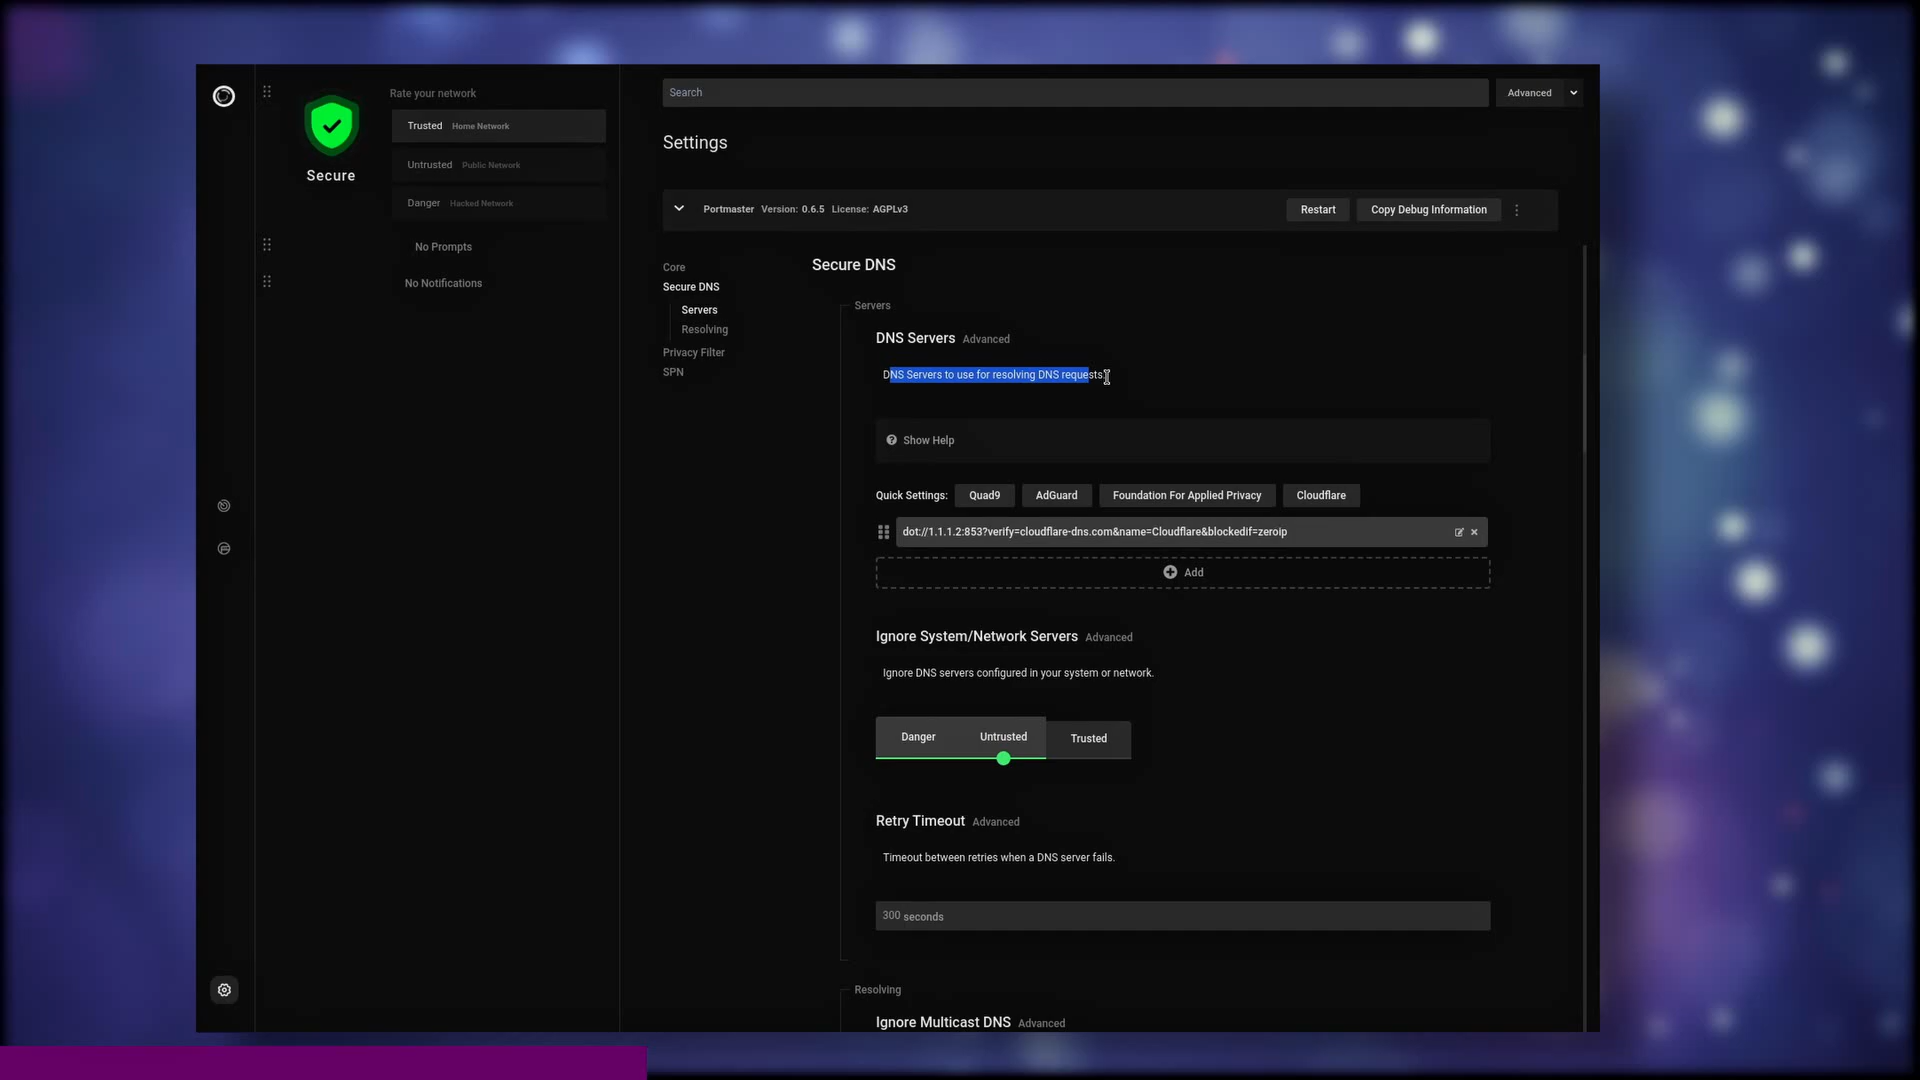 Rate your network
Trusted Home Network
Untrusted Public Network
Danger Hacked Network
Secure
No Prompts
No Notifications
Search
Advanced
Settings
Portmaster Version: 0.6.5 License: AGPLv3
Restart
Copy Debug Information
Core
Secure DNS
Servers
Resolving
Privacy Filter
SPN
Secure DNS
Servers
DNS Servers Advanced
DNS Servers to use for resolving DNS requests.
Show Help
Quick Settings: Quad9 AdGuard Foundation For Applied Privacy Cloudflare
dot://1.1.1.2:853?verify=cloudflare-dns.com&name=Cloudflare&blockedif=zeroip
Add
Ignore System/Network Servers Advanced
Ignore DNS servers configured in your system or network.
Danger Untrusted Trusted
Retry Timeout Advanced
Timeout between retries when a DNS server fails.
300 seconds
Resolving
Ignore Multicast DNS Advanced